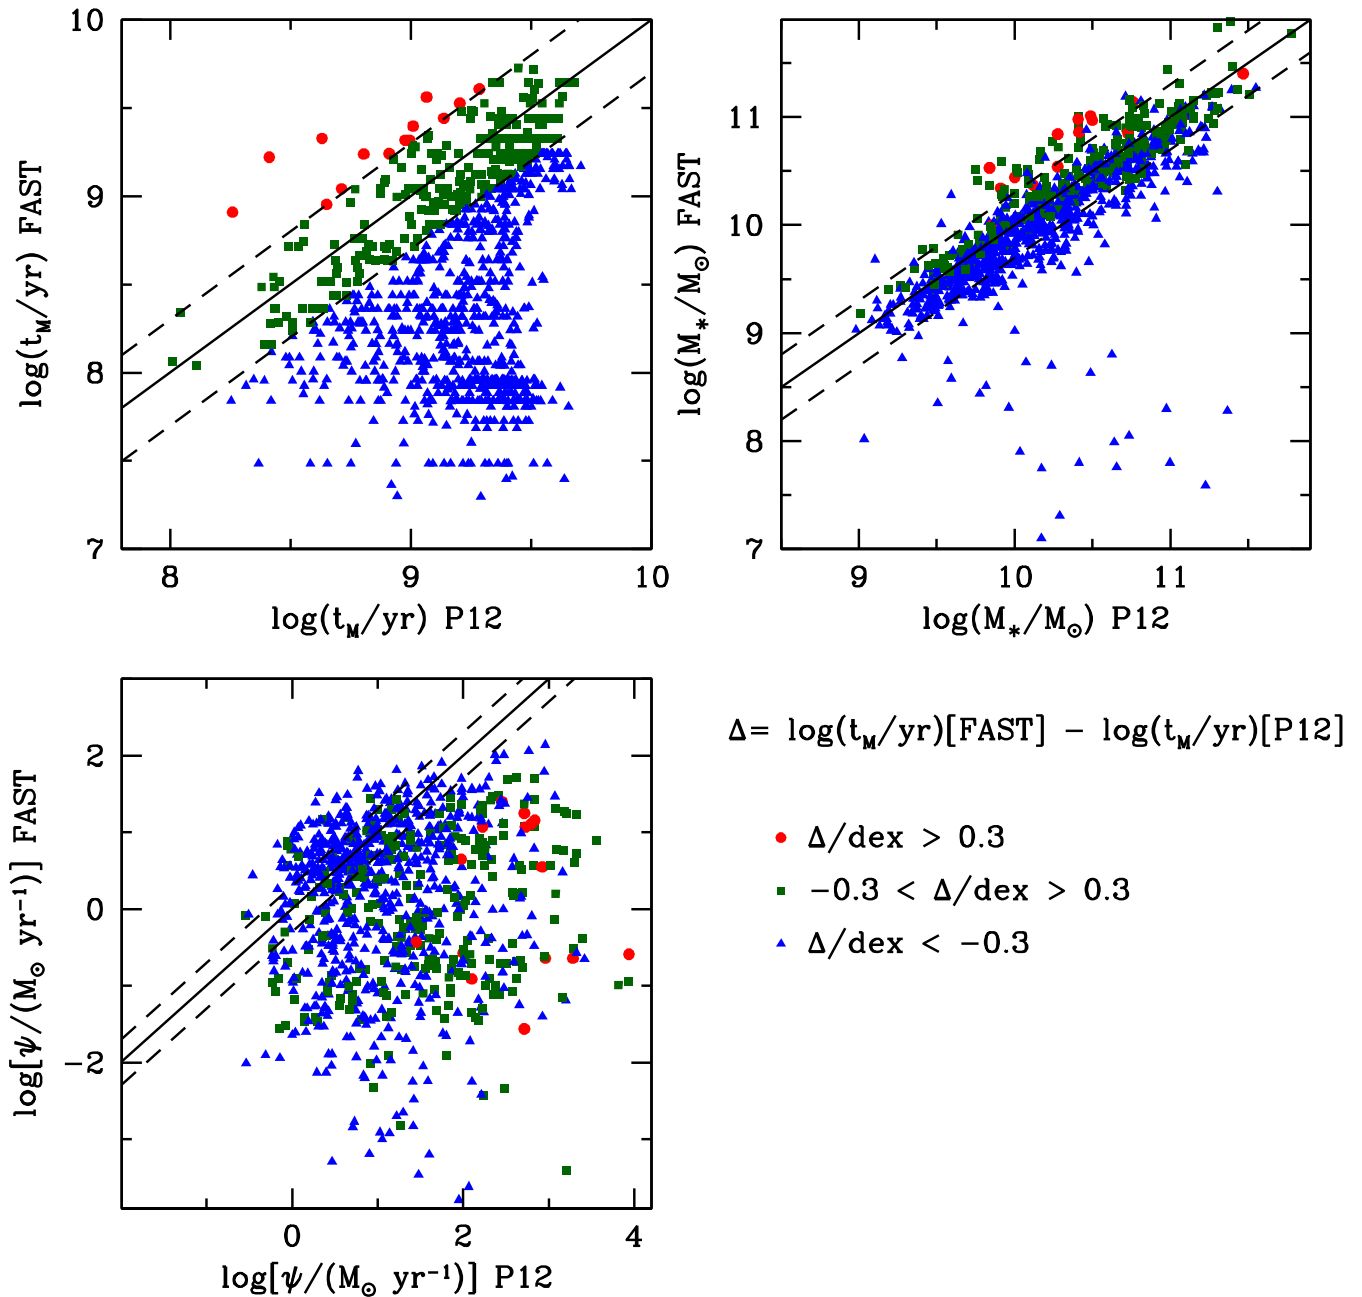 10
9
8
7
8 9 10
log(t_M/yr) FAST
log(t_M/yr) P12
11
10
9
8
7
9 10 11
log(M_*/M_⊙) FAST
log(M_*/M_⊙) P12
2
0
−2
0 2 4
log[ψ/(M_⊙ yr⁻¹)] FAST
log[ψ/(M_⊙ yr⁻¹)] P12
Δ= log(t_M/yr)[FAST] − log(t_M/yr)[P12]
Δ/dex > 0.3
−0.3 < Δ/dex > 0.3
Δ/dex < −0.3